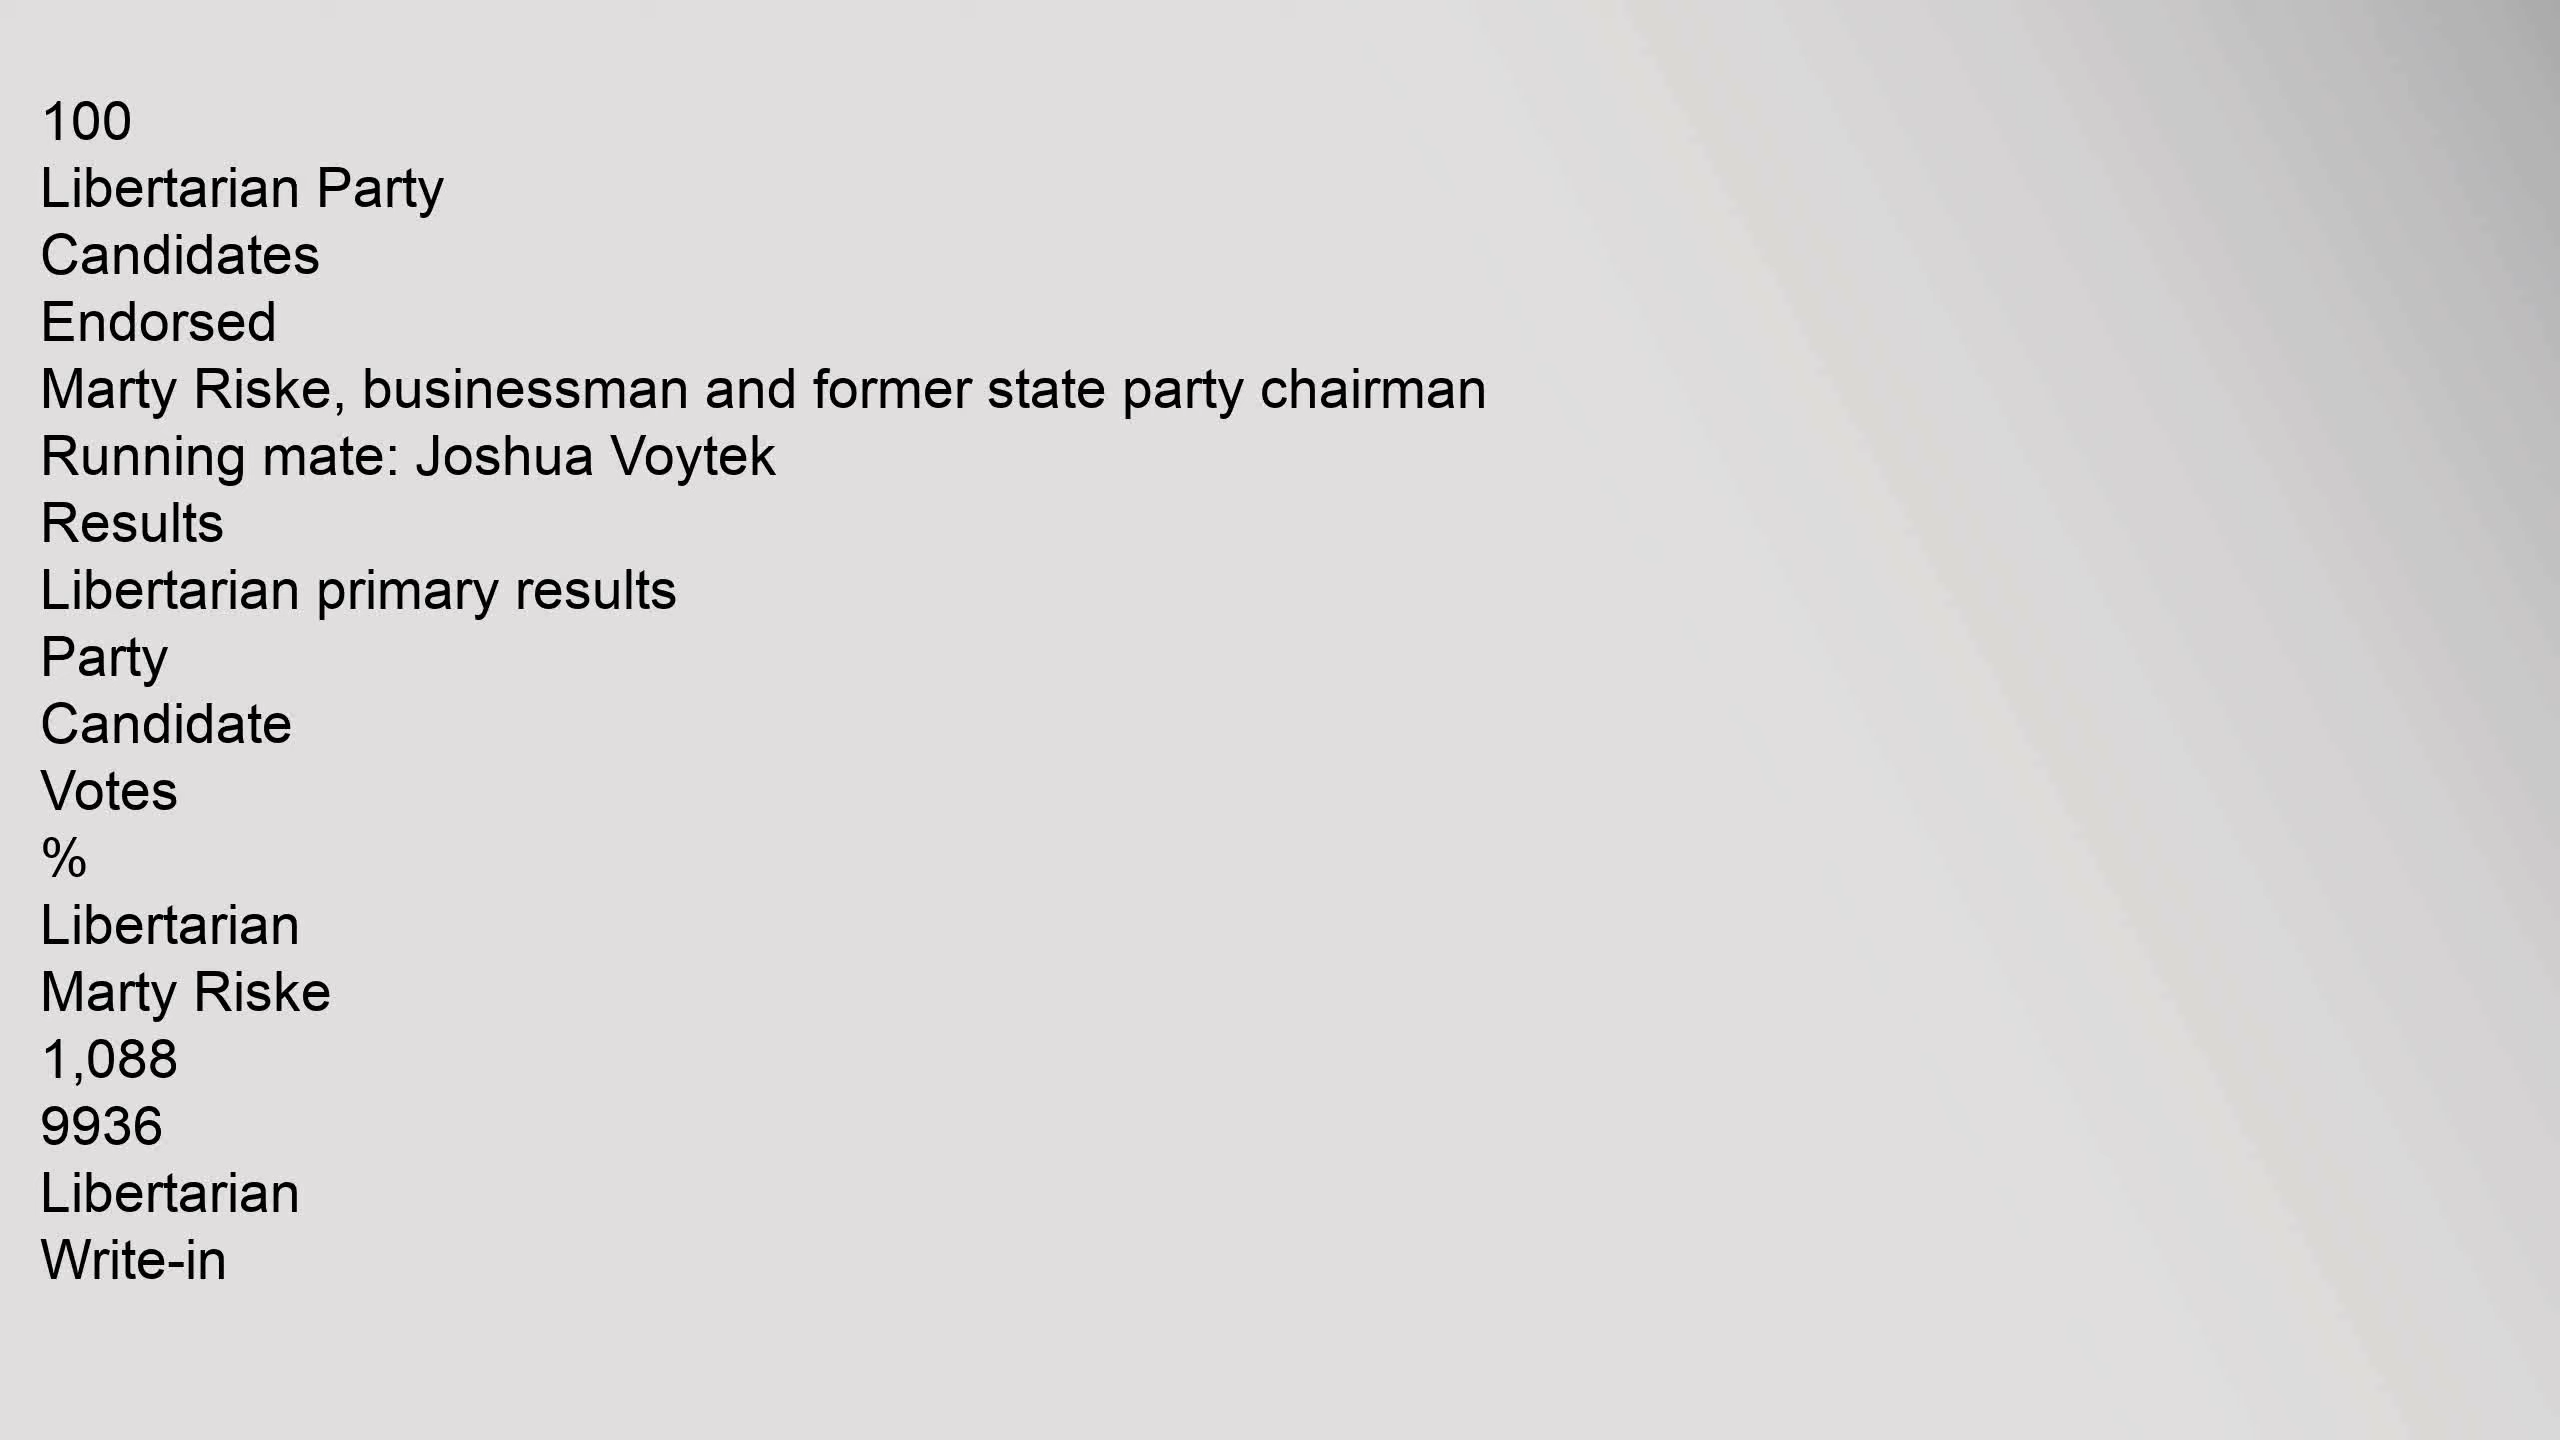 100
Libertarian Party
Candidates
Endorsed
Marty Riske, businessman and former state party chairman
Running mate: Joshua Voytek
Results
Libertarian primary results
Party
Candidate
Votes
%
Libertarian
Marty Riske
1,088
9936
Libertarian
Write-in